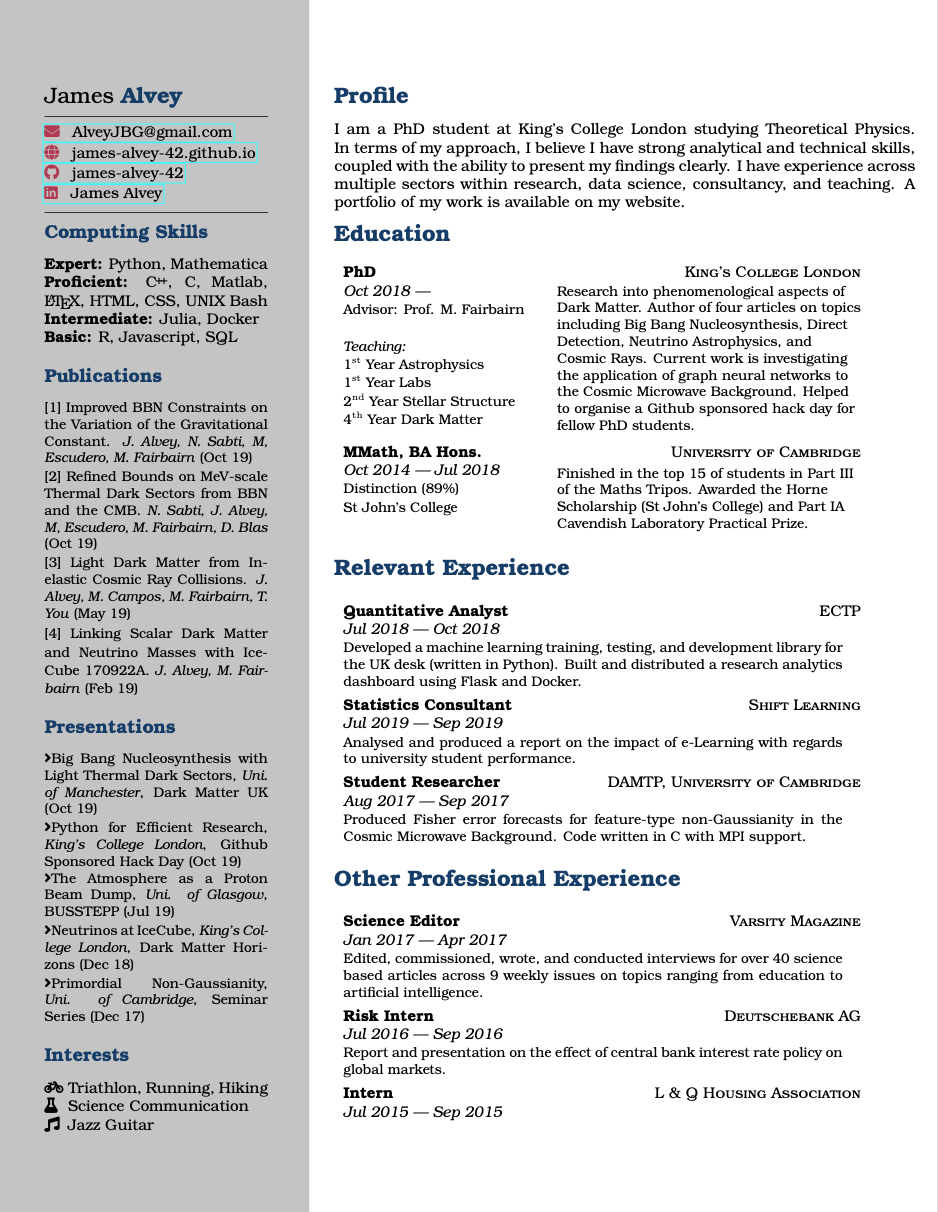 James Alvey
AlveyJBG@gmail.com
james-alvey-42.github.io
james-alvey-42
James Alvey
Computing Skills
Expert: Python, Mathematica
Proficient: C++, C, Matlab,
LATEX, HTML, CSS, UNIX Bash
Intermediate: Julia, Docker
Basic: R, Javascript, SQL
Publications
[1] Improved BBN Constraints on
the Variation of the Gravitational
Constant. J. Alvey, N. Sabti, M,
Escudero, M. Fairbairn (Oct 19)
[2] Refined Bounds on MeV-scale
Thermal Dark Sectors from BBN
and the CMB. N. Sabti, J. Alvey,
M, Escudero, M. Fairbairn, D. Blas
(Oct 19)
[3] Light Dark Matter from In-
elastic Cosmic Ray Collisions. J.
Alvey, M. Campos, M. Fairbairn, T.
You (May 19)
[4] Linking Scalar Dark Matter
and Neutrino Masses with Ice-
Cube 170922A. J. Alvey, M. Fair-
bairn (Feb 19)
Presentations
Big Bang Nucleosynthesis with
Light Thermal Dark Sectors, Uni.
of Manchester, Dark Matter UK
(Oct 19)
Python for Efficient Research,
King's College London, Github
Sponsored Hack Day (Oct 19)
The Atmosphere as a Proton
Beam Dump, Uni. of Glasgow,
BUSSTEPP (Jul 19)
Neutrinos at IceCube, King's Col-
lege London, Dark Matter Hori-
zons (Dec 18)
Primordial Non-Gaussianity,
Uni. of Cambridge, Seminar
Series (Dec 17)
Interests
Triathlon, Running, Hiking
Science Communication
Jazz Guitar
Profile
I am a PhD student at King's College London studying Theoretical Physics.
In terms of my approach, I believe I have strong analytical and technical skills,
coupled with the ability to present my findings clearly. I have experience across
multiple sectors within research, data science, consultancy, and teaching. A
portfolio of my work is available on my website.
Education
PhD
Oct 2018 —
Advisor: Prof. M. Fairbairn
Teaching:
1st Year Astrophysics
1st Year Labs
2nd Year Stellar Structure
4th Year Dark Matter
King's College London
Research into phenomenological aspects of
Dark Matter. Author of four articles on topics
including Big Bang Nucleosynthesis, Direct
Detection, Neutrino Astrophysics, and
Cosmic Rays. Current work is investigating
the application of graph neural networks to
the Cosmic Microwave Background. Helped
to organise a Github sponsored hack day for
fellow PhD students.
MMath, BA Hons.
Oct 2014 — Jul 2018
Distinction (89%)
St John's College
University of Cambridge
Finished in the top 15 of students in Part III
of the Maths Tripos. Awarded the Horne
Scholarship (St John's College) and Part IA
Cavendish Laboratory Practical Prize.
Relevant Experience
Quantitative Analyst ECTP
Jul 2018 — Oct 2018
Developed a machine learning training, testing, and development library for
the UK desk (written in Python). Built and distributed a research analytics
dashboard using Flask and Docker.
Statistics Consultant Shift Learning
Jul 2019 — Sep 2019
Analysed and produced a report on the impact of e-Learning with regards
to university student performance.
Student Researcher DAMTP, University of Cambridge
Aug 2017 — Sep 2017
Produced Fisher error forecasts for feature-type non-Gaussianity in the
Cosmic Microwave Background. Code written in C with MPI support.
Other Professional Experience
Science Editor Varsity Magazine
Jan 2017 — Apr 2017
Edited, commissioned, wrote, and conducted interviews for over 40 science
based articles across 9 weekly issues on topics ranging from education to
artificial intelligence.
Risk Intern Deutschebank AG
Jul 2016 — Sep 2016
Report and presentation on the effect of central bank interest rate policy on
global markets.
Intern L & Q Housing Association
Jul 2015 — Sep 2015